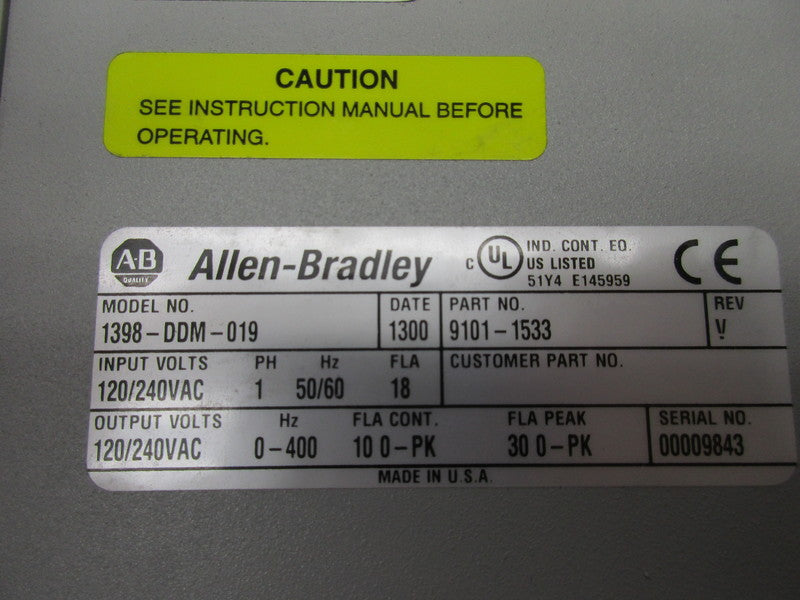 CAUTION
SEE INSTRUCTION MANUAL BEFORE
OPERATING.
A-B
QUALITY
Allen-Bradley
C UL
IND. CONT. EQ.
US LISTED
51Y4 E145959
CE
MODEL NO. DATE PART NO. REV
1398-DDM-019 1300 9101-1533 V
INPUT VOLTS PH Hz FLA CUSTOMER PART NO.
120/240VAC 1 50/60 18
OUTPUT VOLTS Hz FLA CONT. FLA PEAK SERIAL NO.
120/240VAC 0-400 10 0-PK 30 0-PK 00009843
MADE IN U.S.A.